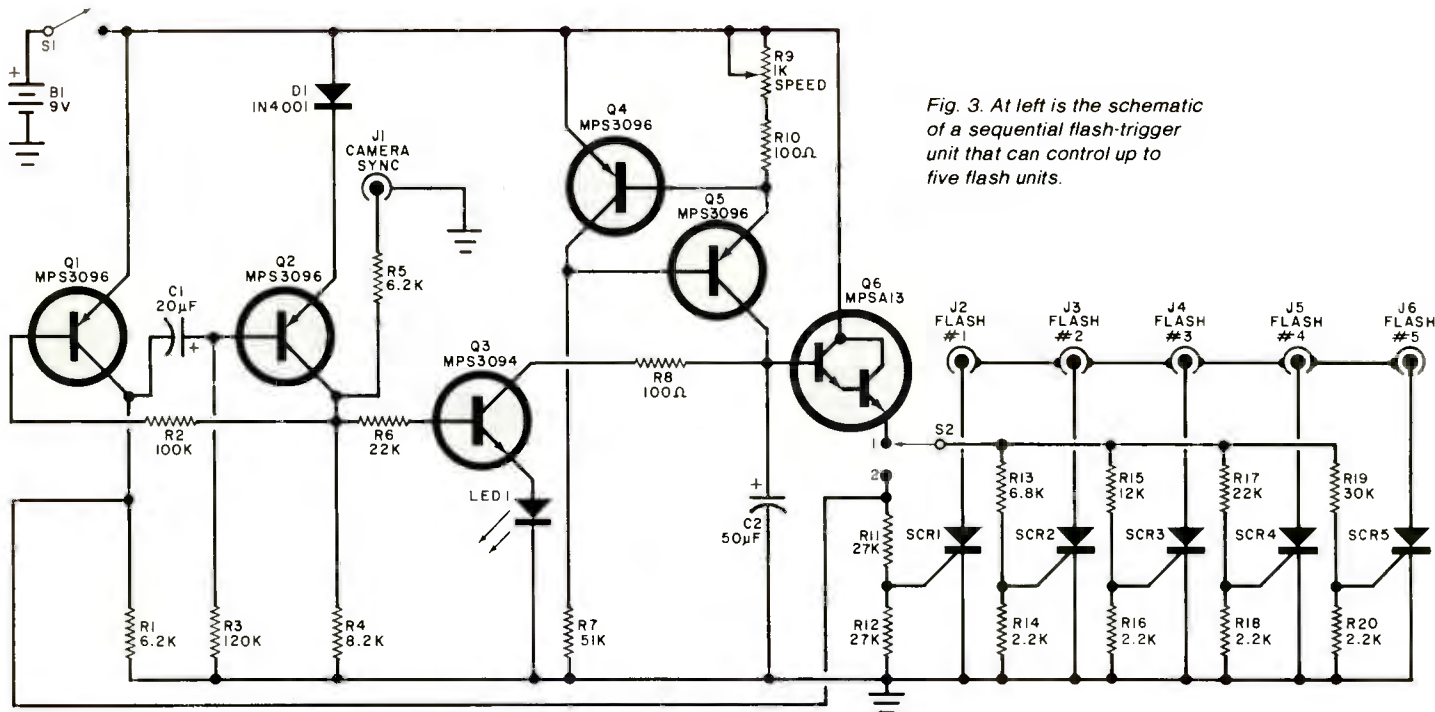 S1
+
B1
9V
D1
1N4001
J1
CAMERA
SYNC
Q1
MPS3096
C1
20µF
+
Q2
MPS3096
R5
6.2K
Q4
MPS3096
R9
1K
SPEED
R10
100Ω
Q5
MPS3096
Fig. 3. At left is the schematic
of a sequential flash-trigger
unit that can control up to
five flash units.
Q3
MPS3094
R8
100Ω
Q6
MPSA13
J2
FLASH
#1
J3
FLASH
#2
J4
FLASH
#3
J5
FLASH
#4
J6
FLASH
#5
R2
100K
R6
22K
LED1
+
C2
50µF
1
S2
2
R11
27K
SCR1
R13
6.8K
SCR2
R15
12K
SCR3
R17
22K
SCR4
R19
30K
SCR5
R1
6.2K
R3
120K
R4
8.2K
R7
51K
R12
27K
R14
2.2K
R16
2.2K
R18
2.2K
R20
2.2K